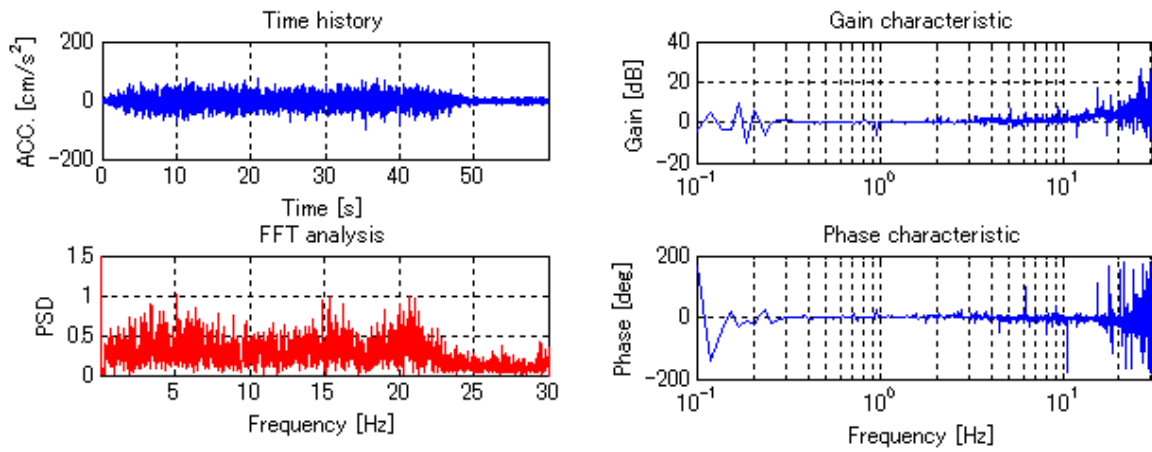 Time history
200
0
−200
ACC. [cm/s²]
0 10 20 30 40 50
Time [s]
FFT analysis
1.5
1
0.5
0
PSD
5 10 15 20 25 30
Frequency [Hz]
Gain characteristic
40
20
0
−20
Gain [dB]
10⁻¹ 10⁰ 10¹
Phase characteristic
200
0
−200
Phase [deg]
10⁻¹ 10⁰ 10¹
Frequency [Hz]